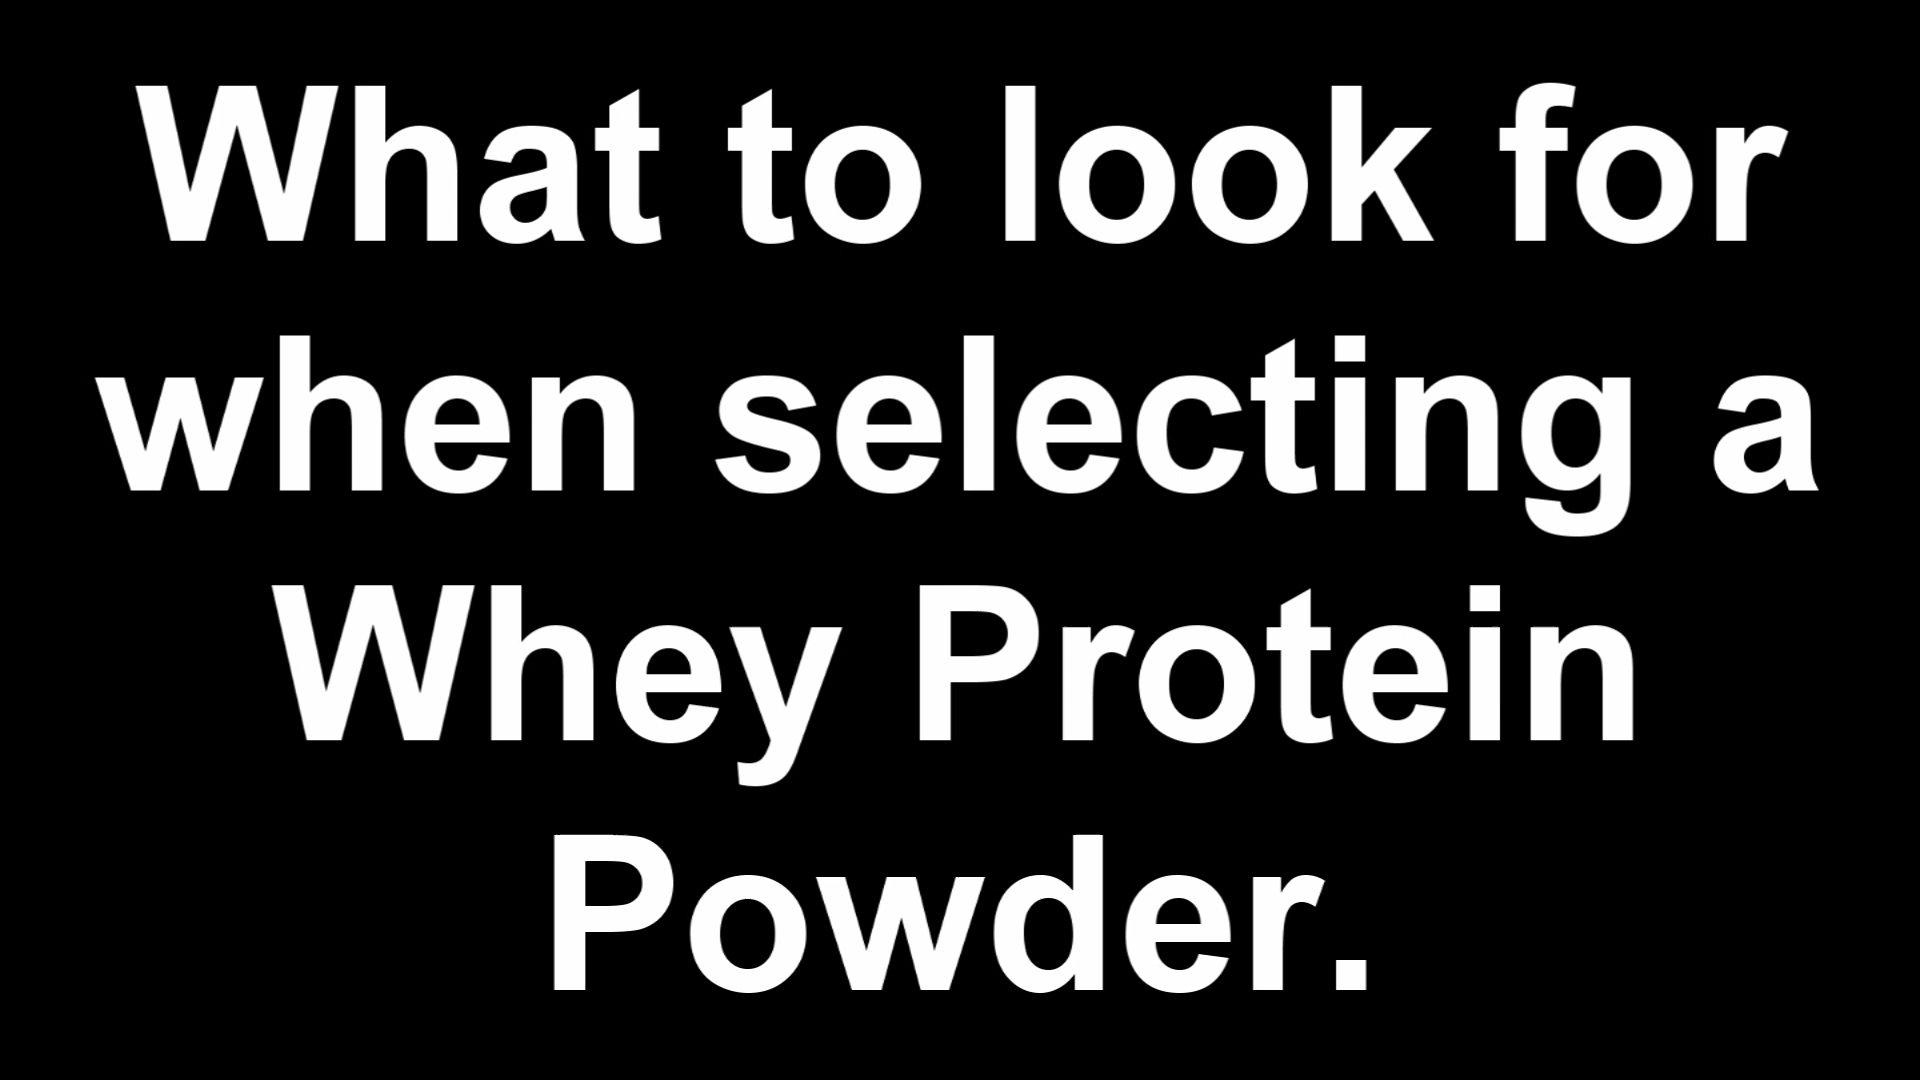 What to look for
when selecting a
Whey Protein
Powder.